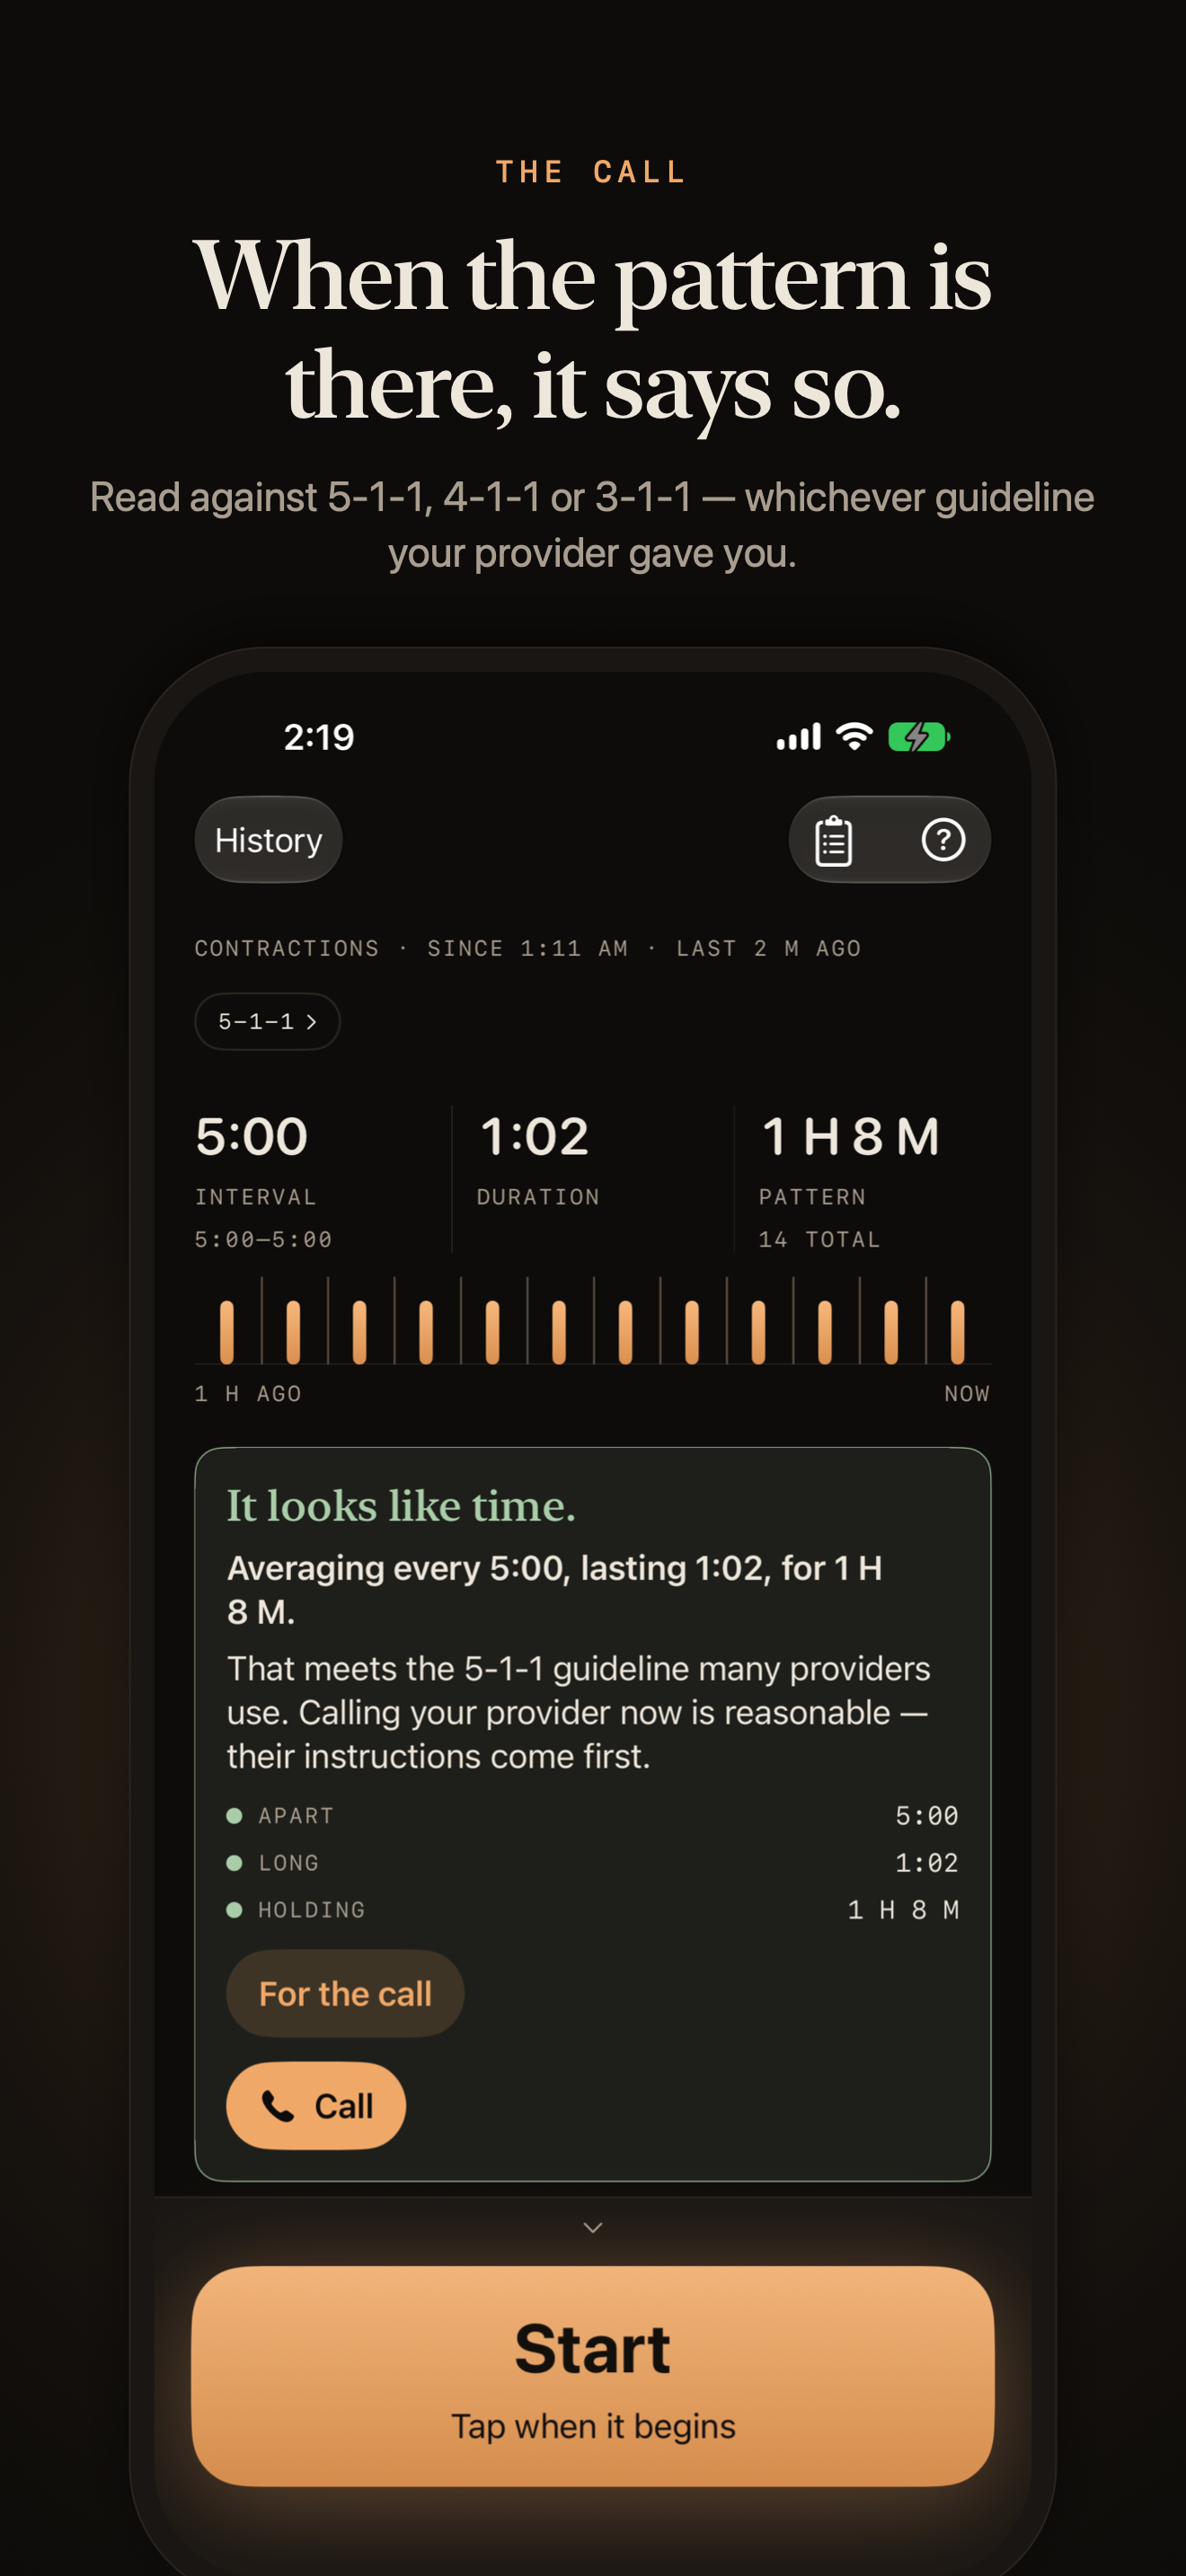 THE CALL
When the pattern is
there, it says so.
Read against 5-1-1, 4-1-1 or 3-1-1 — whichever guideline
your provider gave you.
2:19
History
?
CONTRACTIONS · SINCE 1:11 AM · LAST 2 M AGO
5-1-1 >
5:00 1:02 1 H 8 M
INTERVAL DURATION PATTERN
5:00—5:00 14 TOTAL
1 H AGO NOW
It looks like time.
Averaging every 5:00, lasting 1:02, for 1 H
8 M.
That meets the 5-1-1 guideline many providers
use. Calling your provider now is reasonable —
their instructions come first.
APART 5:00
LONG 1:02
HOLDING 1 H 8 M
For the call
Call
Start
Tap when it begins